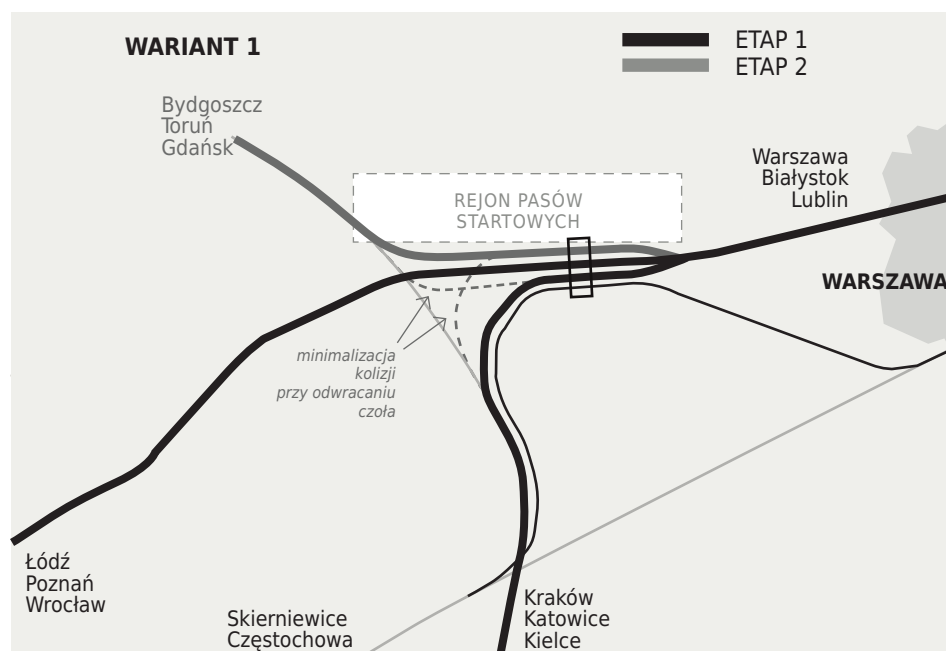 WARIANT 1
ETAP 1
ETAP 2
Bydgoszcz
Toruń
Gdańsk
REJON PASÓW
STARTOWYCH
Warszawa
Białystok
Lublin
WARSZAWA
minimalizacja
kolizji
przy odwracaniu
czoła
Łódź
Poznań
Wrocław
Skierniewice
Częstochowa
Kraków
Katowice
Kielce